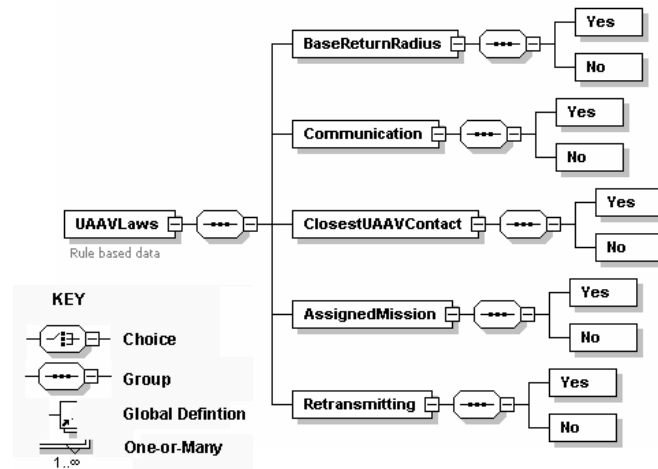 BaseReturnRadius
Yes
No
Communication
Yes
No
UAAVLaws
Rule based data
ClosestUAAVContact
Yes
No
AssignedMission
Yes
No
Retransmitting
Yes
No
KEY
Choice
Group
Global Defintion
One-or-Many
1..∞